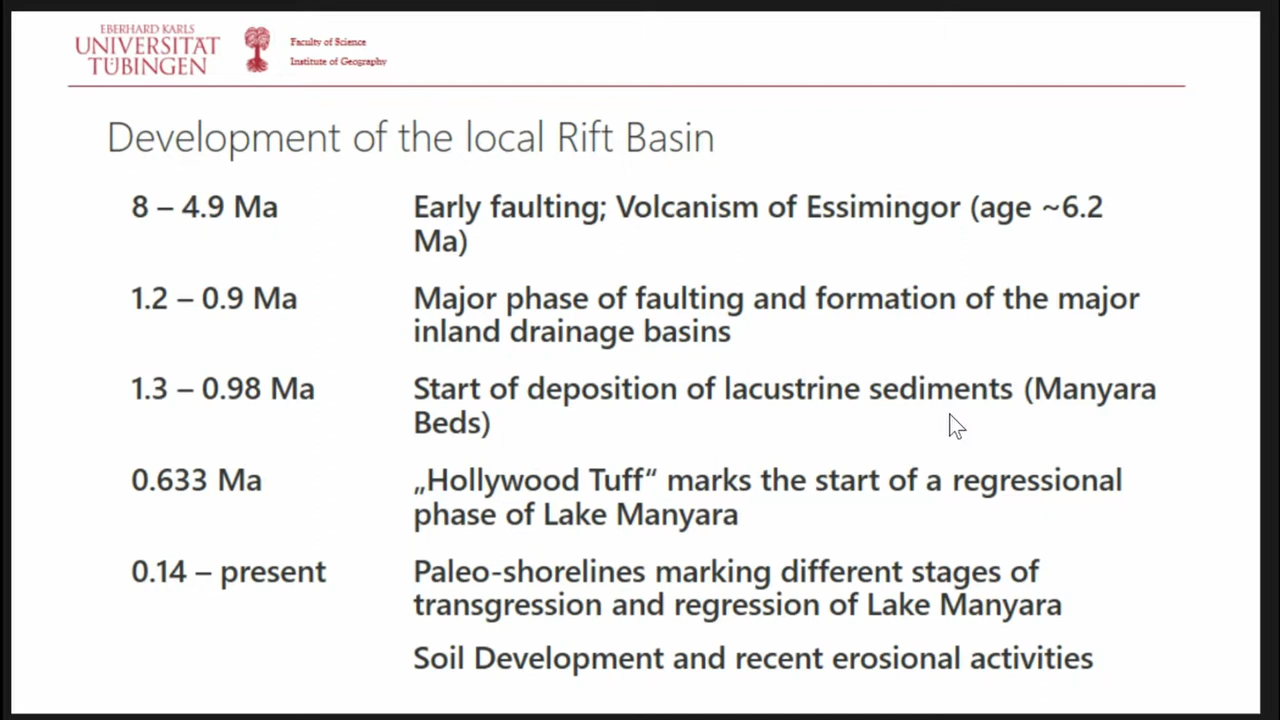 EBERHARD KARLS
UNIVERSITÄT
TÜBINGEN
Faculty of Science
Institute of Geography
Development of the local Rift Basin
8 – 4.9 Ma
Early faulting; Volcanism of Essimingor (age ~6.2
Ma)
1.2 – 0.9 Ma
Major phase of faulting and formation of the major
inland drainage basins
1.3 – 0.98 Ma
Start of deposition of lacustrine sediments (Manyara
Beds)
0.633 Ma
„Hollywood Tuff“ marks the start of a regressional
phase of Lake Manyara
0.14 – present
Paleo-shorelines marking different stages of
transgression and regression of Lake Manyara
Soil Development and recent erosional activities